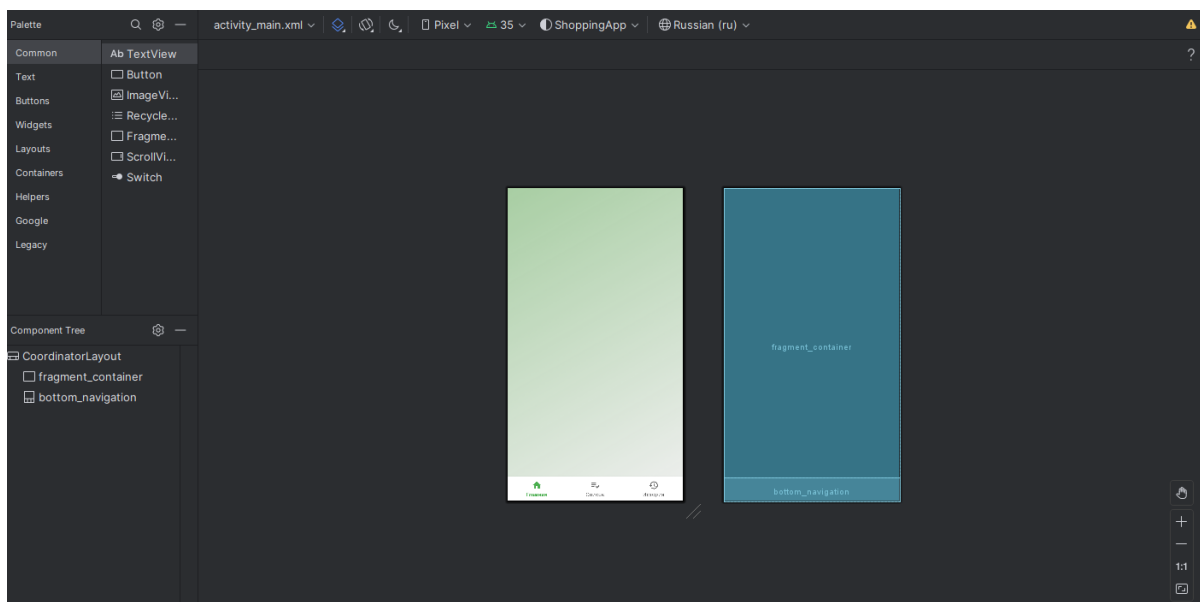 Palette
activity_main.xml
Pixel
35
ShoppingApp
Russian (ru)
Common
Text
Buttons
Widgets
Layouts
Containers
Helpers
Google
Legacy
Ab TextView
Button
ImageVi...
Recycle...
Fragme...
ScrollVi...
Switch
?
Component Tree
CoordinatorLayout
fragment_container
bottom_navigation
fragment_container
bottom_navigation
1:1